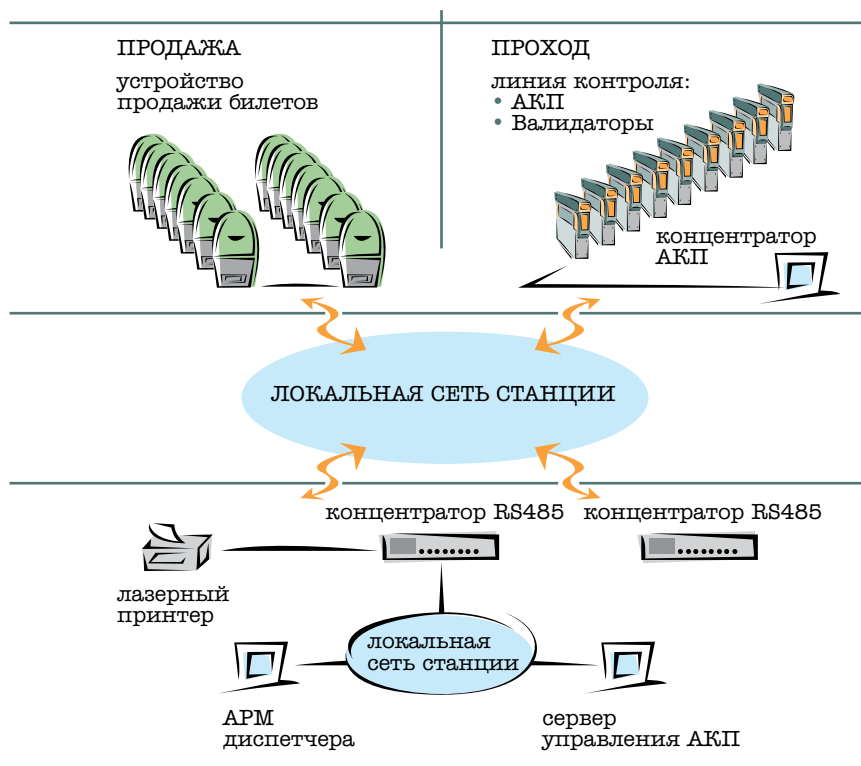 ПРОДАЖА
устройство
продажи билетов
ПРОХОД
линия контроля:
• АКП
• Валидаторы
концентратор
АКП
ЛОКАЛЬНАЯ СЕТЬ СТАНЦИИ
концентратор RS485
концентратор RS485
лазерный
принтер
локальная
сеть станции
АРМ
диспетчера
сервер
управления АКП